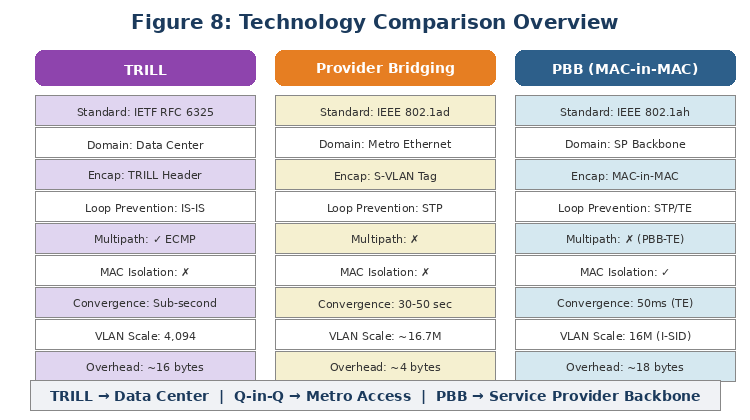 Figure 8: Technology Comparison Overview
TRILL
Standard: IETF RFC 6325
Domain: Data Center
Encap: TRILL Header
Loop Prevention: IS-IS
Multipath: ✓ ECMP
MAC Isolation: ✗
Convergence: Sub-second
VLAN Scale: 4,094
Overhead: ~16 bytes
Provider Bridging
Standard: IEEE 802.1ad
Domain: Metro Ethernet
Encap: S-VLAN Tag
Loop Prevention: STP
Multipath: ✗
MAC Isolation: ✗
Convergence: 30-50 sec
VLAN Scale: ~16.7M
Overhead: ~4 bytes
PBB (MAC-in-MAC)
Standard: IEEE 802.1ah
Domain: SP Backbone
Encap: MAC-in-MAC
Loop Prevention: STP/TE
Multipath: ✗ (PBB-TE)
MAC Isolation: ✓
Convergence: 50ms (TE)
VLAN Scale: 16M (I-SID)
Overhead: ~18 bytes
TRILL → Data Center | Q-in-Q → Metro Access | PBB → Service Provider Backbone